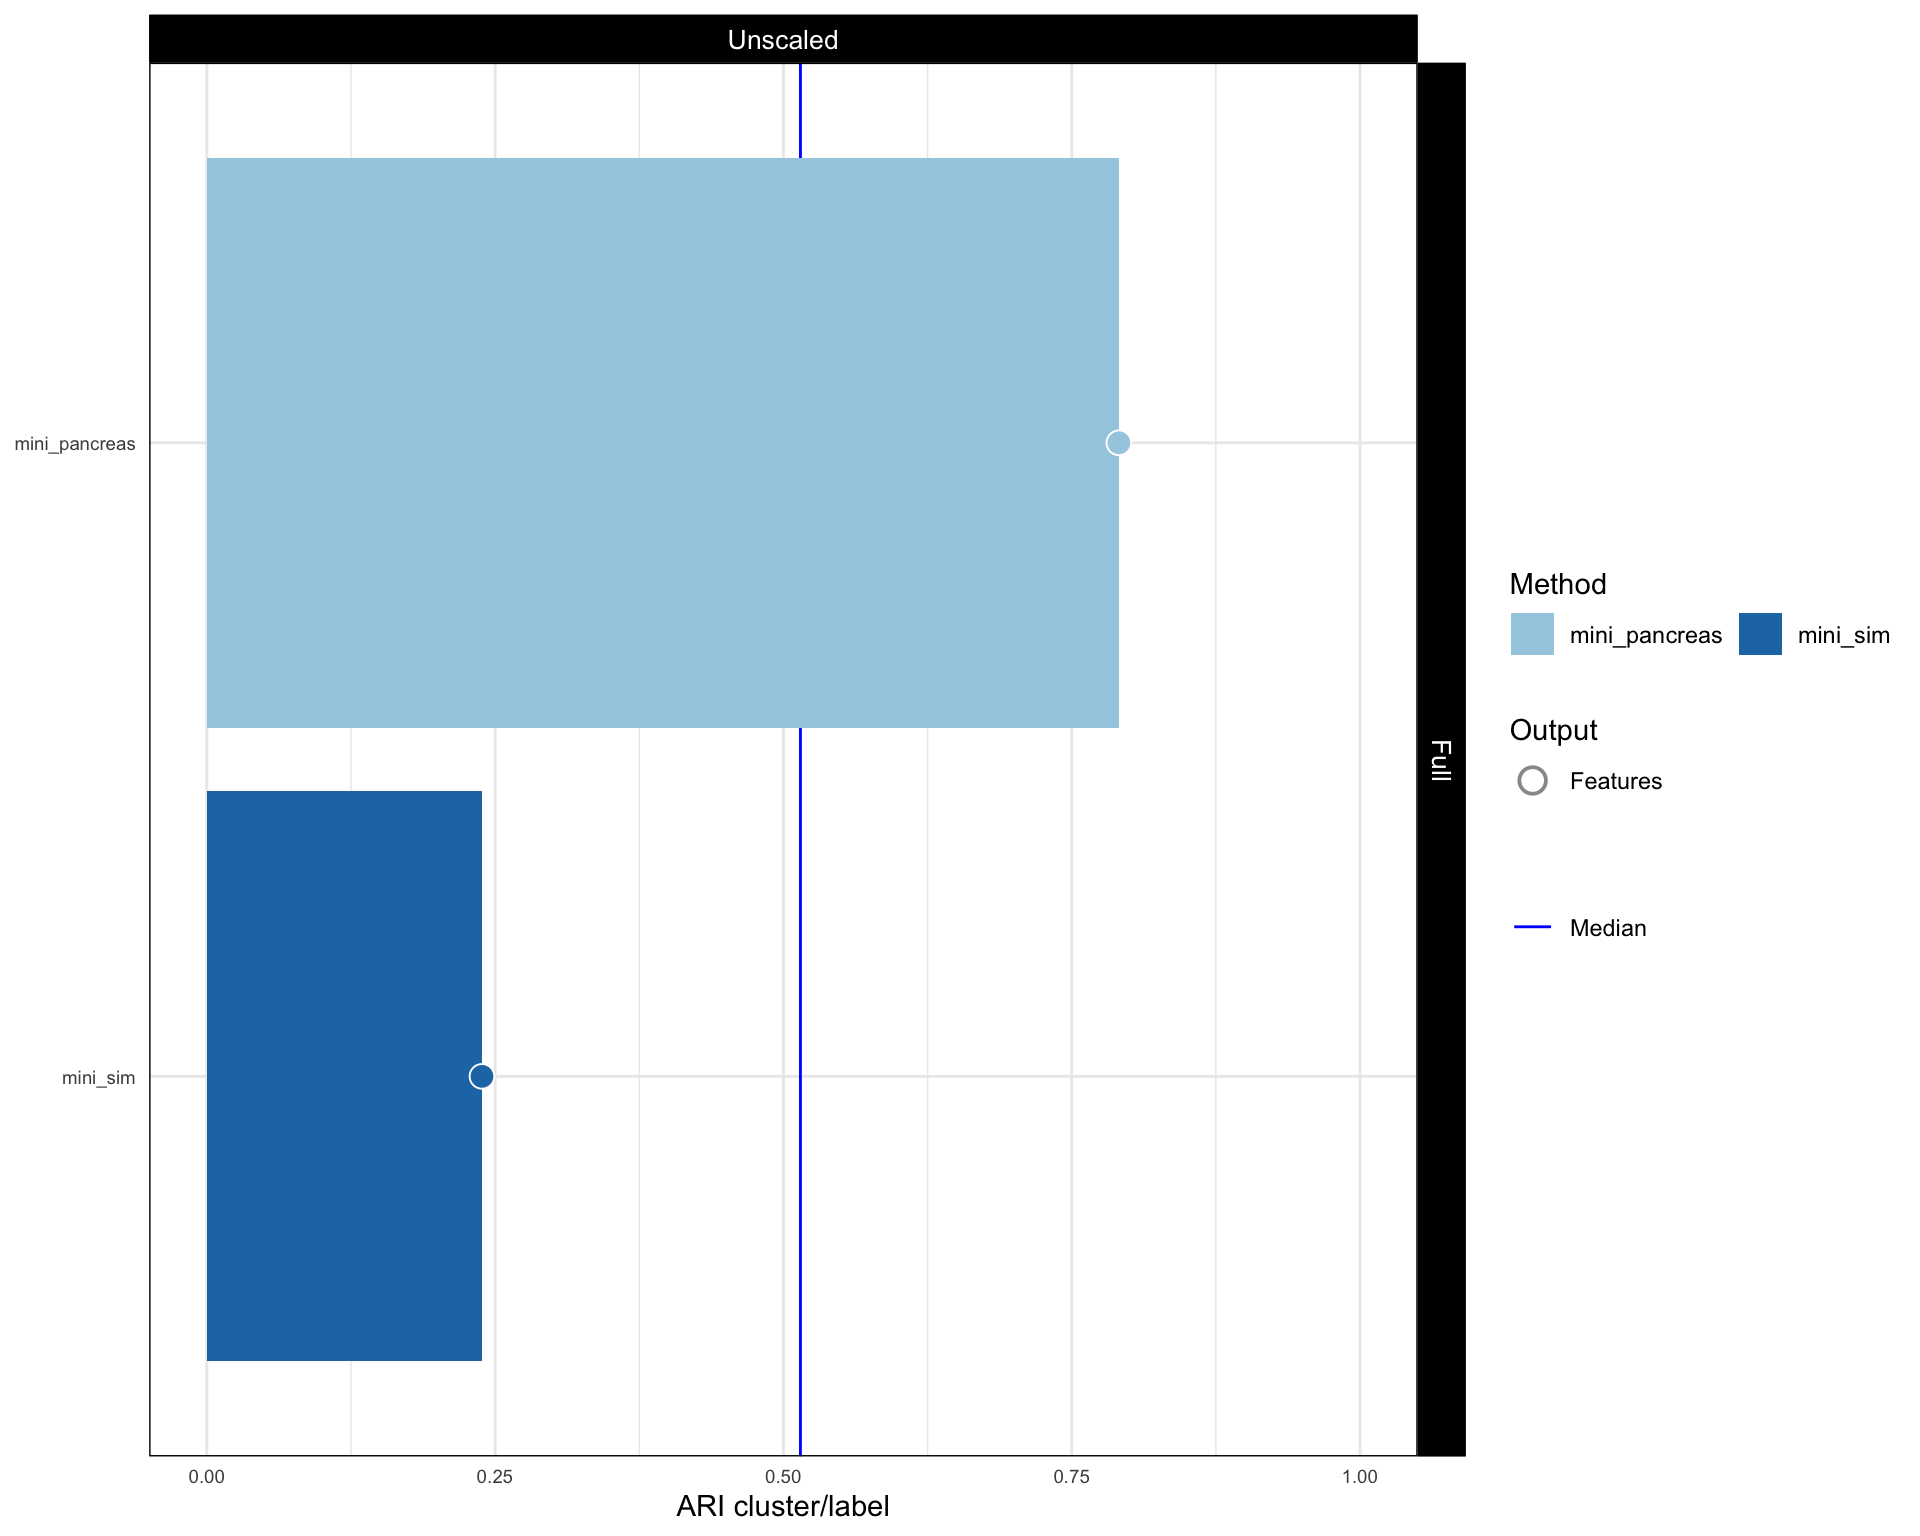 Unscaled
Full
mini_pancreas
mini_sim
0.00 0.25 0.50 0.75 1.00
ARI cluster/label
Method
mini_pancreas mini_sim
Output
Features
Median